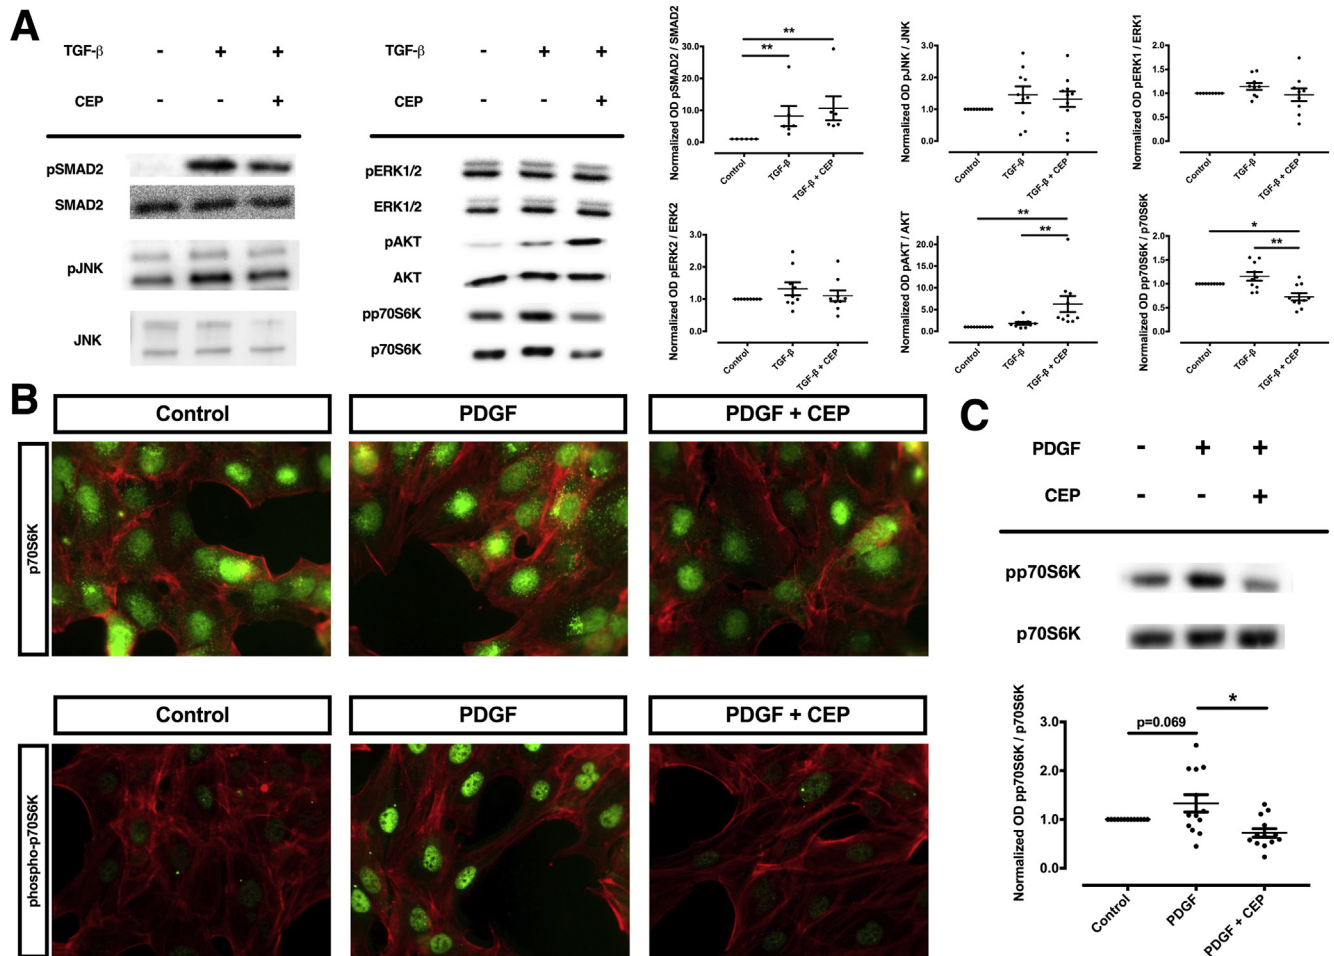 A
TGF-β - + +
CEP - - +
pSMAD2
SMAD2
pJNK
JNK
TGF-β - + +
CEP - - +
pERK1/2
ERK1/2
pAKT
AKT
pp70S6K
p70S6K
Normalized OD pSMAD2 / SMAD2
30.0
20.0
10.0
0.0
**
**
Control
TGF-β
TGF-β + CEP
Normalized OD pJNK / JNK
3.0
2.0
1.0
0.0
Control
TGF-β
TGF-β + CEP
Normalized OD pERK1 / ERK1
2.0
1.5
1.0
0.5
0.0
Control
TGF-β
TGF-β + CEP
Normalized OD pERK2 / ERK2
3.0
2.0
1.0
0.0
Control
TGF-β
TGF-β + CEP
Normalized OD pAKT / AKT
20.0
15.0
10.0
5.0
0.0
**
**
Control
TGF-β
TGF-β + CEP
Normalized OD pp70S6K / p70S6K
2.0
1.5
1.0
0.5
0.0
*
**
Control
TGF-β
TGF-β + CEP
B
Control
PDGF
PDGF + CEP
p70S6K
Control
PDGF
PDGF + CEP
phospho-p70S6K
C
PDGF - + +
CEP - - +
pp70S6K
p70S6K
Normalized OD pp70S6K / p70S6K
3.0
2.0
1.0
0.0
p=0.069
*
Control
PDGF
PDGF + CEP